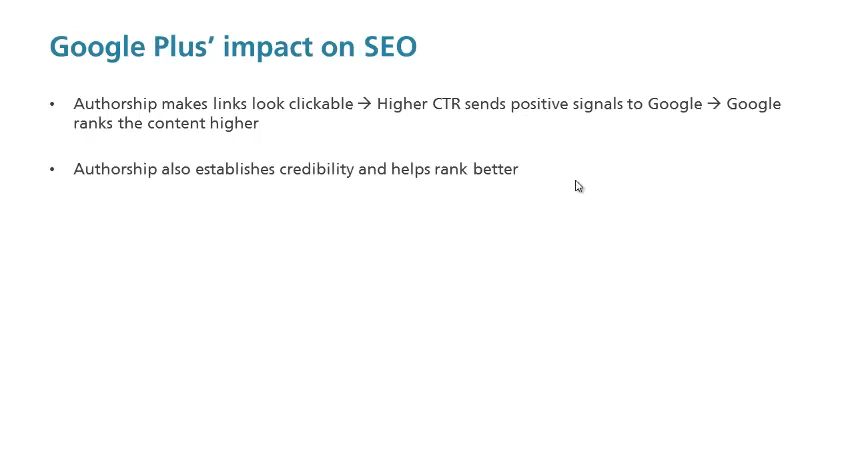 Google Plus’ impact on SEO
• Authorship makes links look clickable → Higher CTR sends positive signals to Google → Google
ranks the content higher
• Authorship also establishes credibility and helps rank better